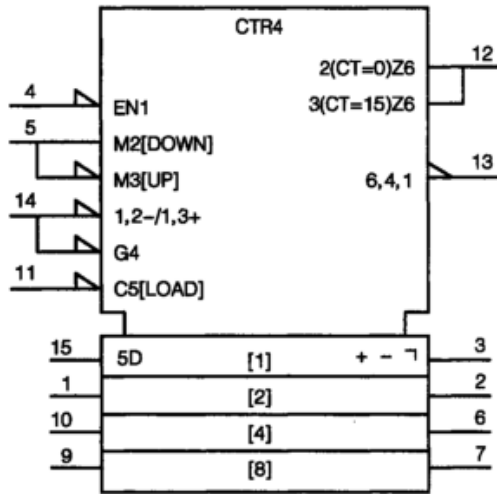 CTR4
2(CT=0)Z6 12
3(CT=15)Z6
4 EN1
5 M2[DOWN]
M3[UP] 6,4,1 13
14 1,2-/1,3+
G4
11 C5[LOAD]
15 5D [1] + - ¬ 3
1 [2] 2
10 [4] 6
9 [8] 7